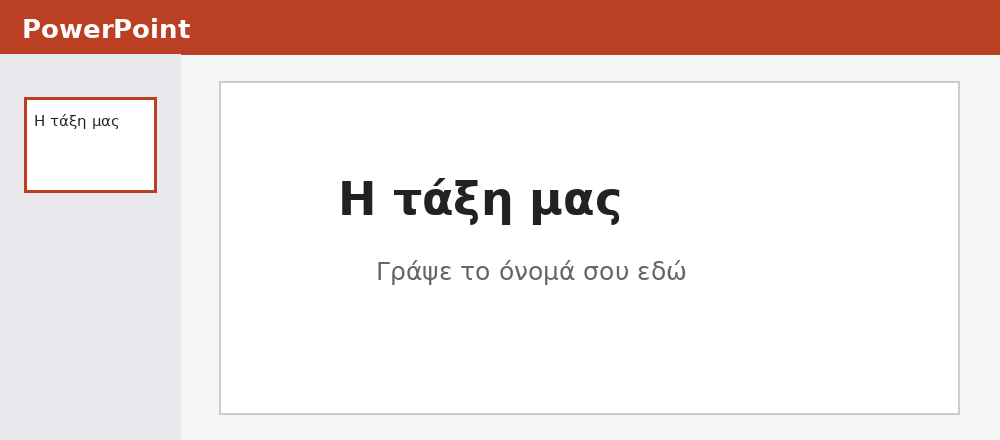 PowerPoint
Η τάξη μας
Η τάξη μας
Γράψε το όνομά σου εδώ